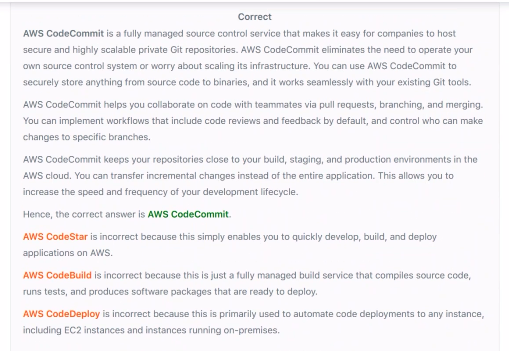 Correct
AWS CodeCommit is a fully managed source control service that makes it easy for companies to host
secure and highly scalable private Git repositories. AWS CodeCommit eliminates the need to operate your
own source control system or worry about scaling its infrastructure. You can use AWS CodeCommit to
securely store anything from source code to binaries, and it works seamlessly with your existing Git tools.
AWS CodeCommit helps you collaborate on code with teammates via pull requests, branching, and merging.
You can implement workflows that include code reviews and feedback by default, and control who can make
changes to specific branches.
AWS CodeCommit keeps your repositories close to your build, staging, and production environments in the
AWS cloud. You can transfer incremental changes instead of the entire application. This allows you to
increase the speed and frequency of your development lifecycle.
Hence, the correct answer is AWS CodeCommit.
AWS CodeStar is incorrect because this simply enables you to quickly develop, build, and deploy
applications on AWS.
AWS CodeBuild is incorrect because this is just a fully managed build service that compiles source code,
runs tests, and produces software packages that are ready to deploy.
AWS CodeDeploy is incorrect because this is primarily used to automate code deployments to any instance,
including EC2 instances and instances running on-premises.